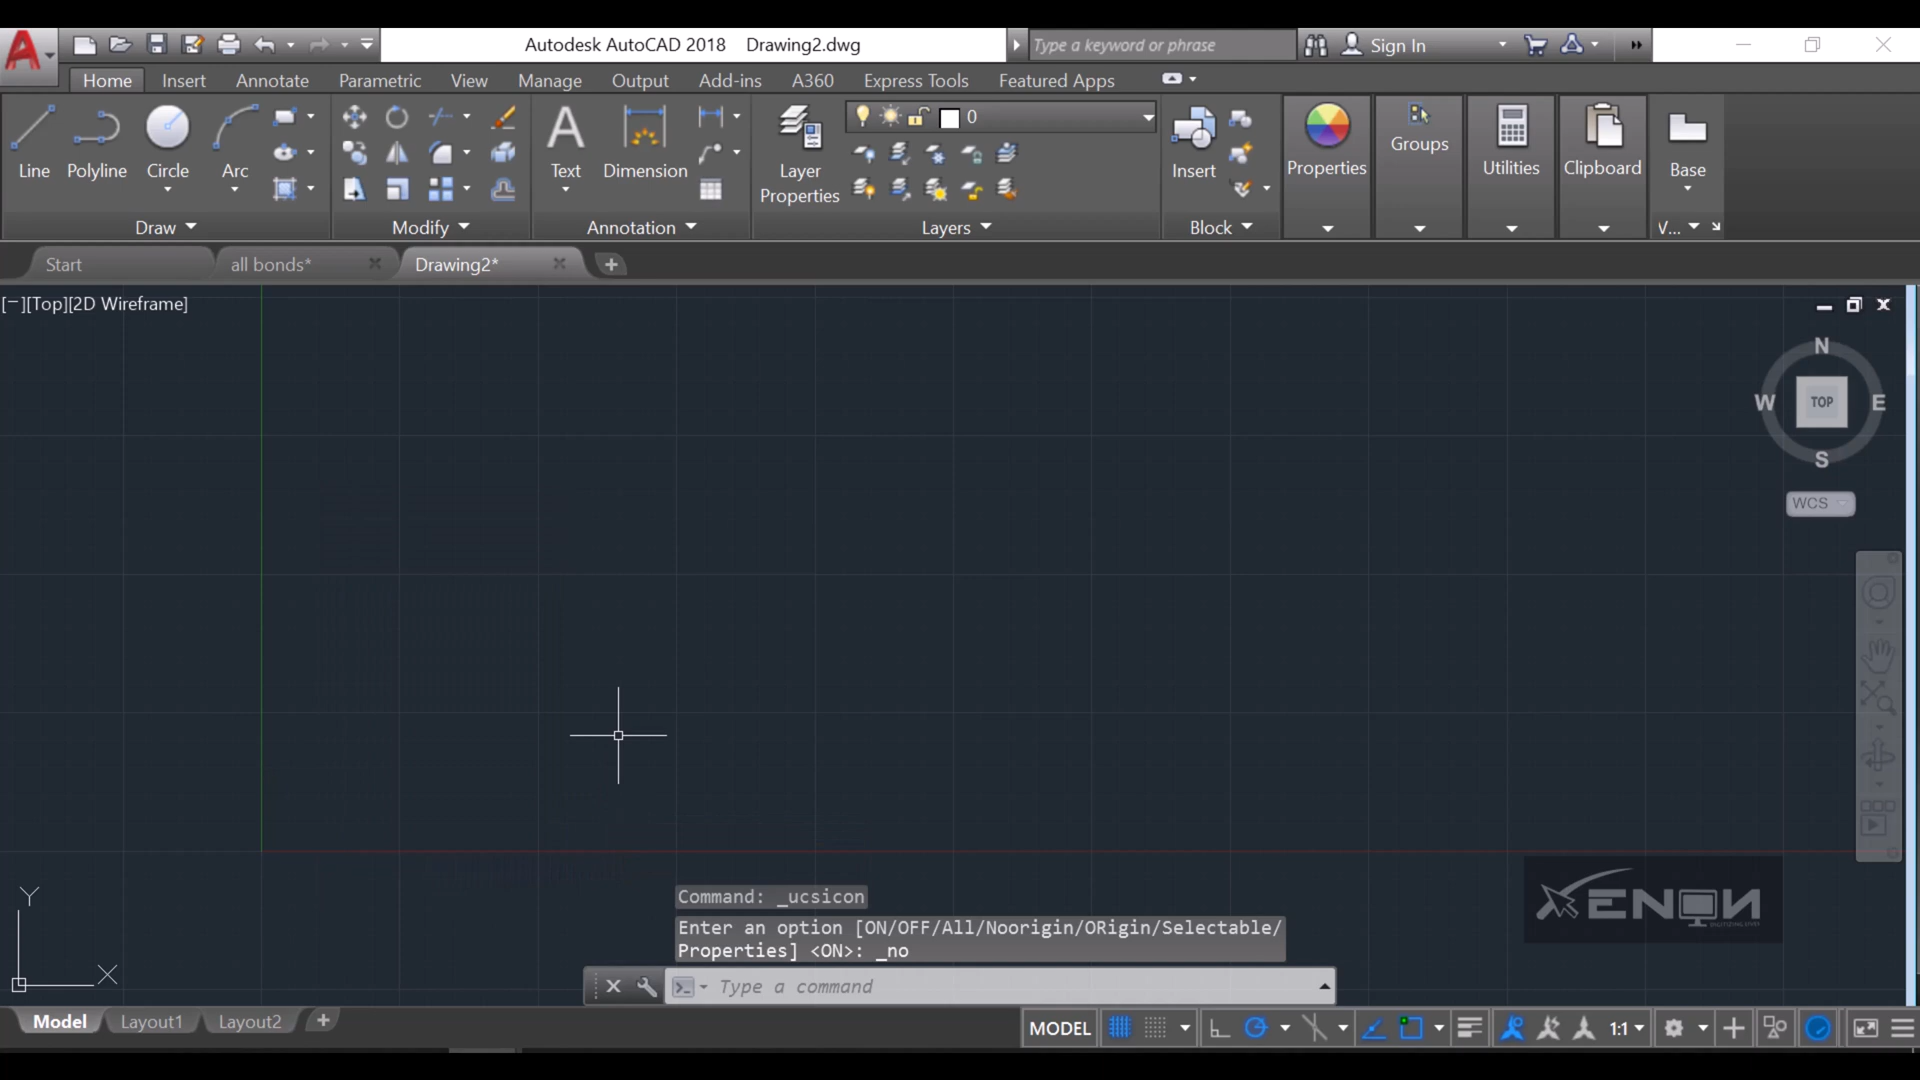 Autodesk AutoCAD 2018 Drawing2.dwg
Type a keyword or phrase
Sign In
Home Insert Annotate Parametric View Manage Output Add-ins A360 Express Tools Featured Apps
0
Line Polyline Circle Arc Text Dimension Layer Properties Insert Properties Groups Utilities Clipboard Base
Draw Modify Annotation Layers Block V...
Start all bonds* Drawing2*
[−][Top][2D Wireframe]
N
W TOP E
S
WCS
Y
X
XENON
Command: _ucsicon
Enter an option [ON/OFF/All/Noorigin/ORigin/Selectable/
Properties] <ON>: _no
Type a command
Model Layout1 Layout2
MODEL 1:1